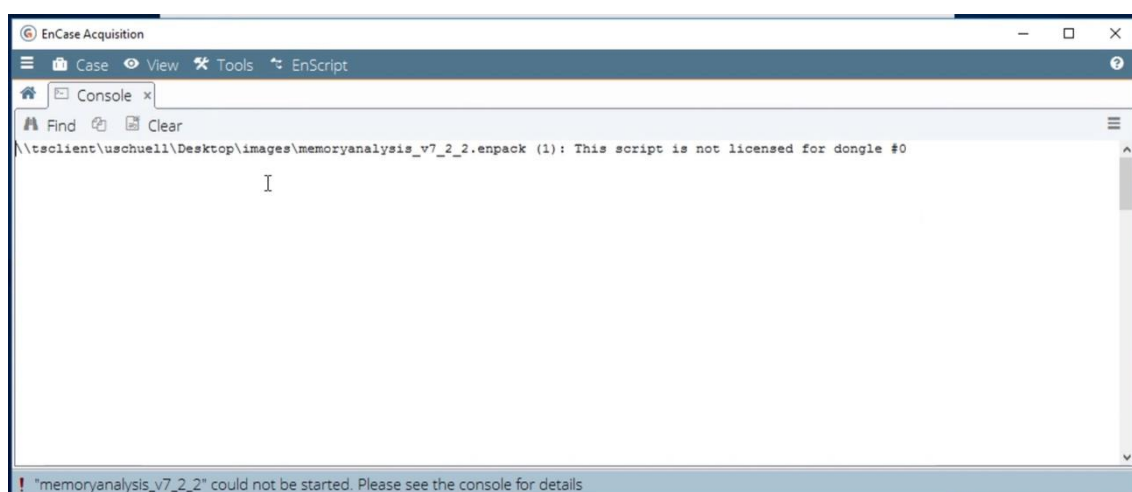 EnCase Acquisition
Case View Tools EnScript
Console
Find Clear
\\tsclient\uschuell\Desktop\images\memoryanalysis_v7_2_2.enpack (1): This script is not licensed for dongle #0
! "memoryanalysis_v7_2_2" could not be started. Please see the console for details